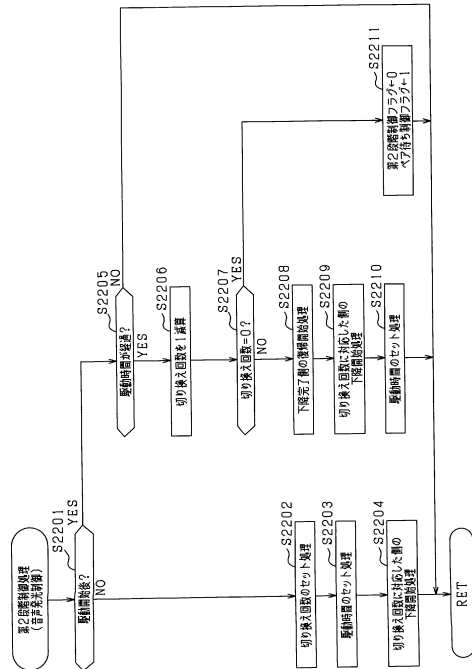 第2段階制御処理
(音声発光制御)
S2201
駆動開始後?
YES
NO
S2202
切り換え回数のセット処理
S2203
駆動時間のセット処理
S2204
切り換え回数に対応した側の
下降開始処理
S2205
駆動時間が経過?
NO
YES
S2206
切り換え回数を1減算
S2207
切り換え回数=0?
YES
NO
S2208
下降完了側の復帰開始処理
S2209
切り換え回数に対応した側の
下降開始処理
S2210
駆動時間のセット処理
S2211
第2段階制御フラグ←0
ペア待ち制御フラグ←1
RET